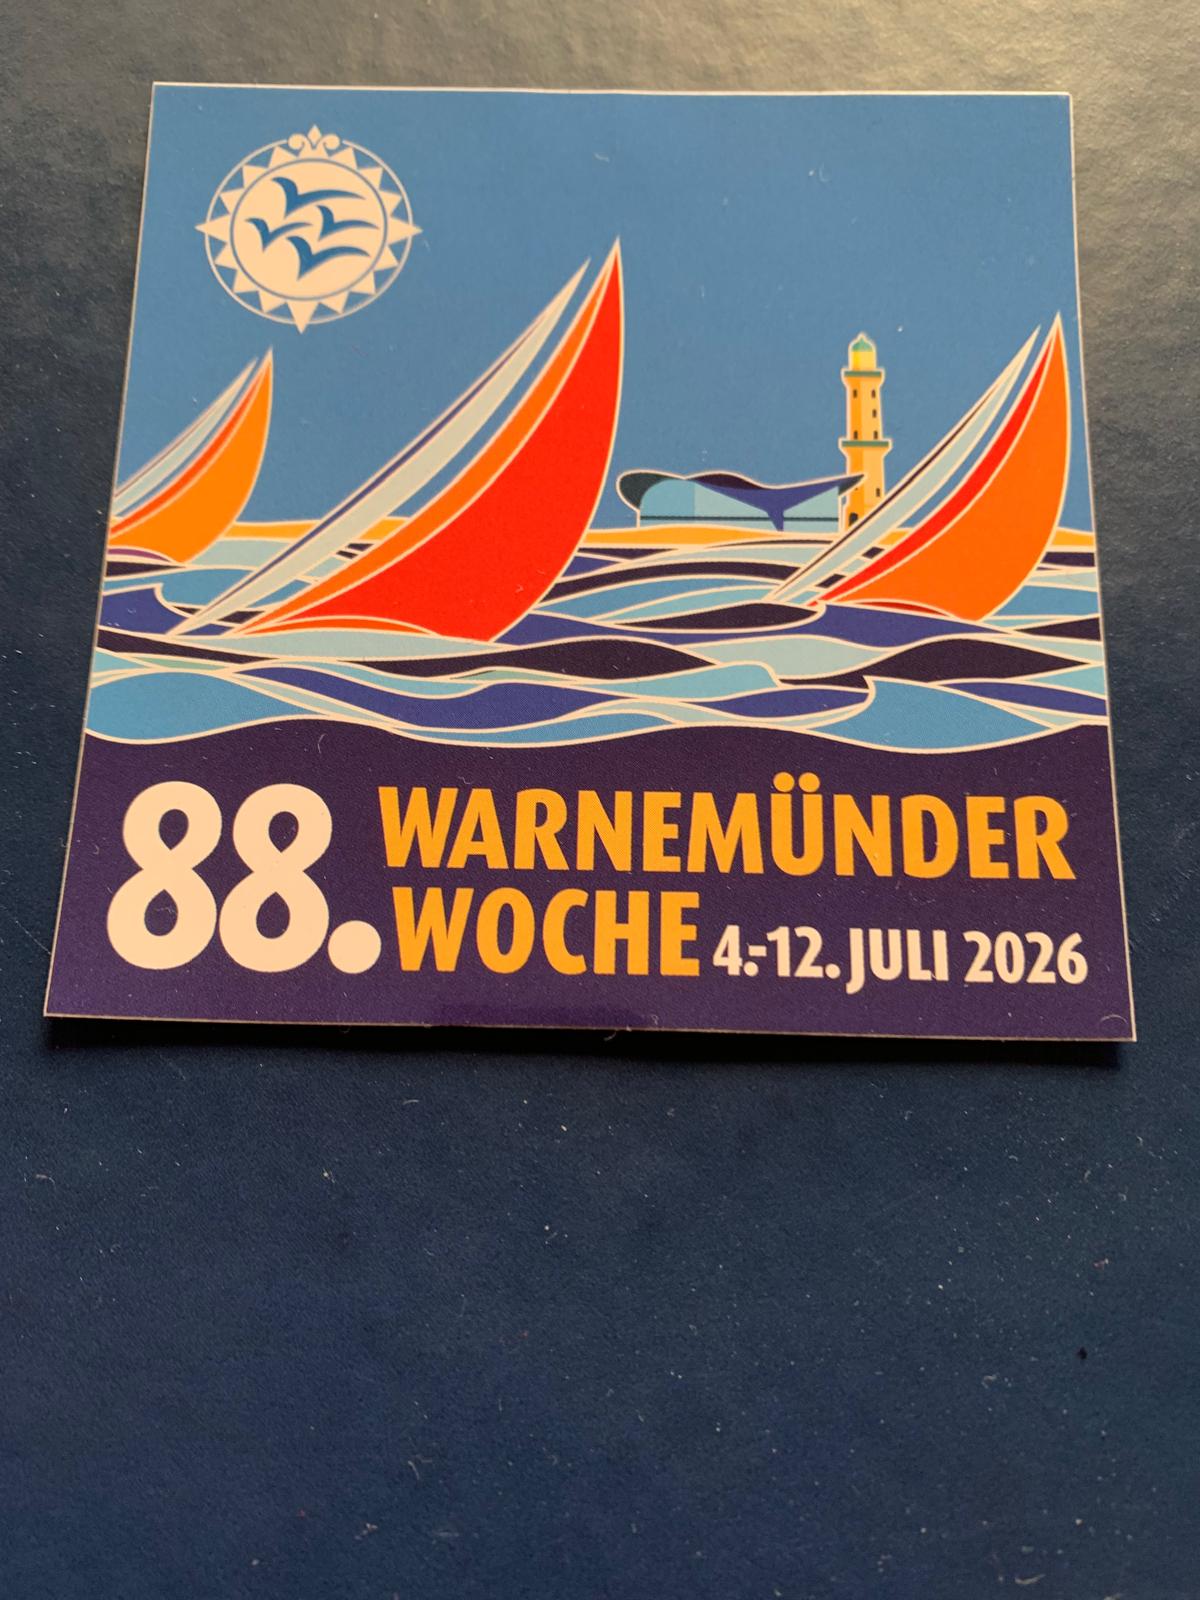 88. WARNEMÜNDER
WOCHE 4.-12. JULI 2026